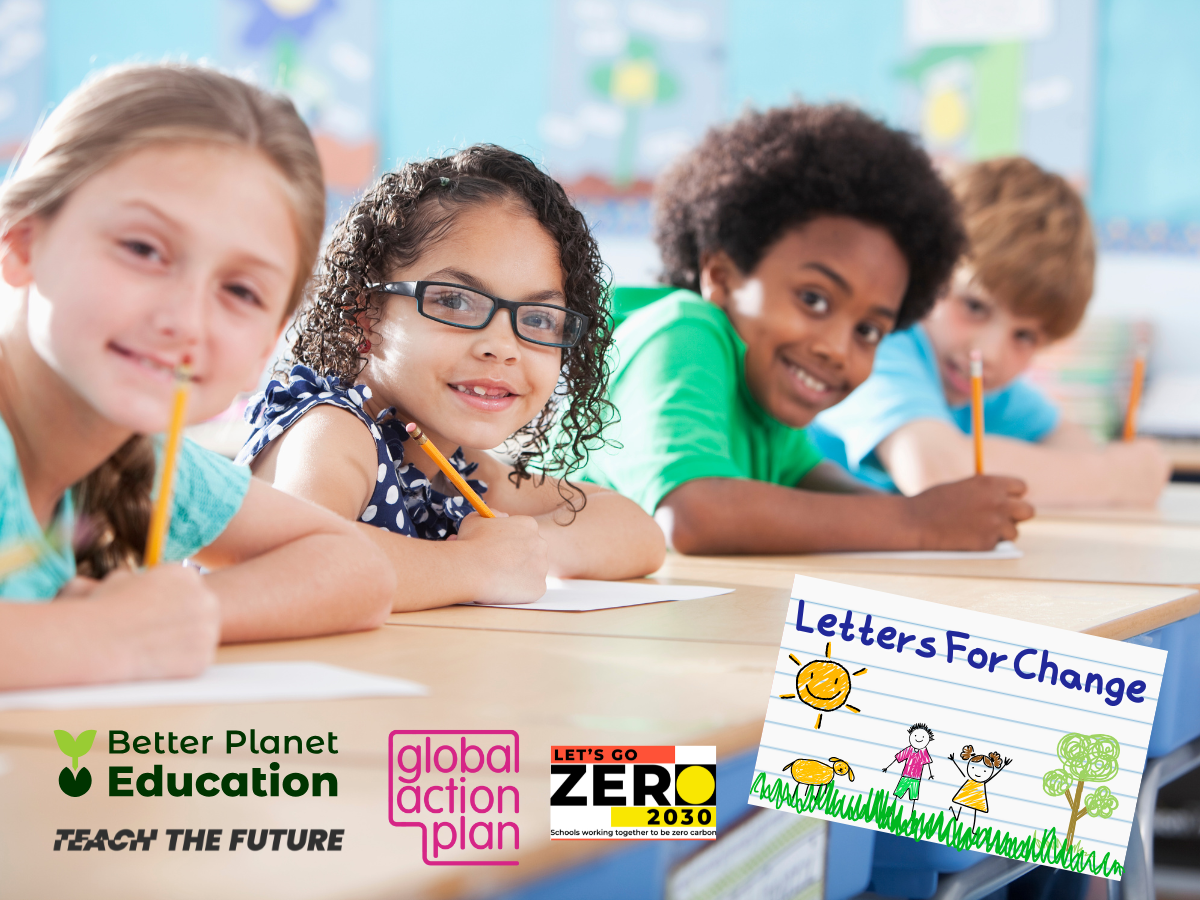 Letters For Change
Better Planet
Education
TEACH THE FUTURE
global
action
plan
LET'S GO
ZERO
2030
Schools working together to be zero carbon